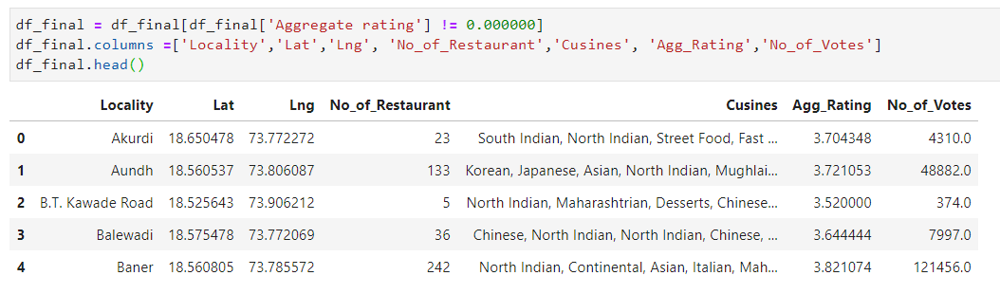 df_final = df_final[df_final['Aggregate rating'] != 0.000000]
df_final.columns =['Locality','Lat','Lng', 'No_of_Restaurant','Cusines', 'Agg_Rating','No_of_Votes']
df_final.head()
Locality Lat Lng No_of_Restaurant Cusines Agg_Rating No_of_Votes
0 Akurdi 18.650478 73.772272 23 South Indian, North Indian, Street Food, Fast ... 3.704348 4310.0
1 Aundh 18.560537 73.806087 133 Korean, Japanese, Asian, North Indian, Mughlai... 3.721053 48882.0
2 B.T. Kawade Road 18.525643 73.906212 5 North Indian, Maharashtrian, Desserts, Chinese... 3.520000 374.0
3 Balewadi 18.575478 73.772069 36 Chinese, North Indian, North Indian, Chinese, ... 3.644444 7997.0
4 Baner 18.560805 73.785572 242 North Indian, Continental, Asian, Italian, Mah... 3.821074 121456.0